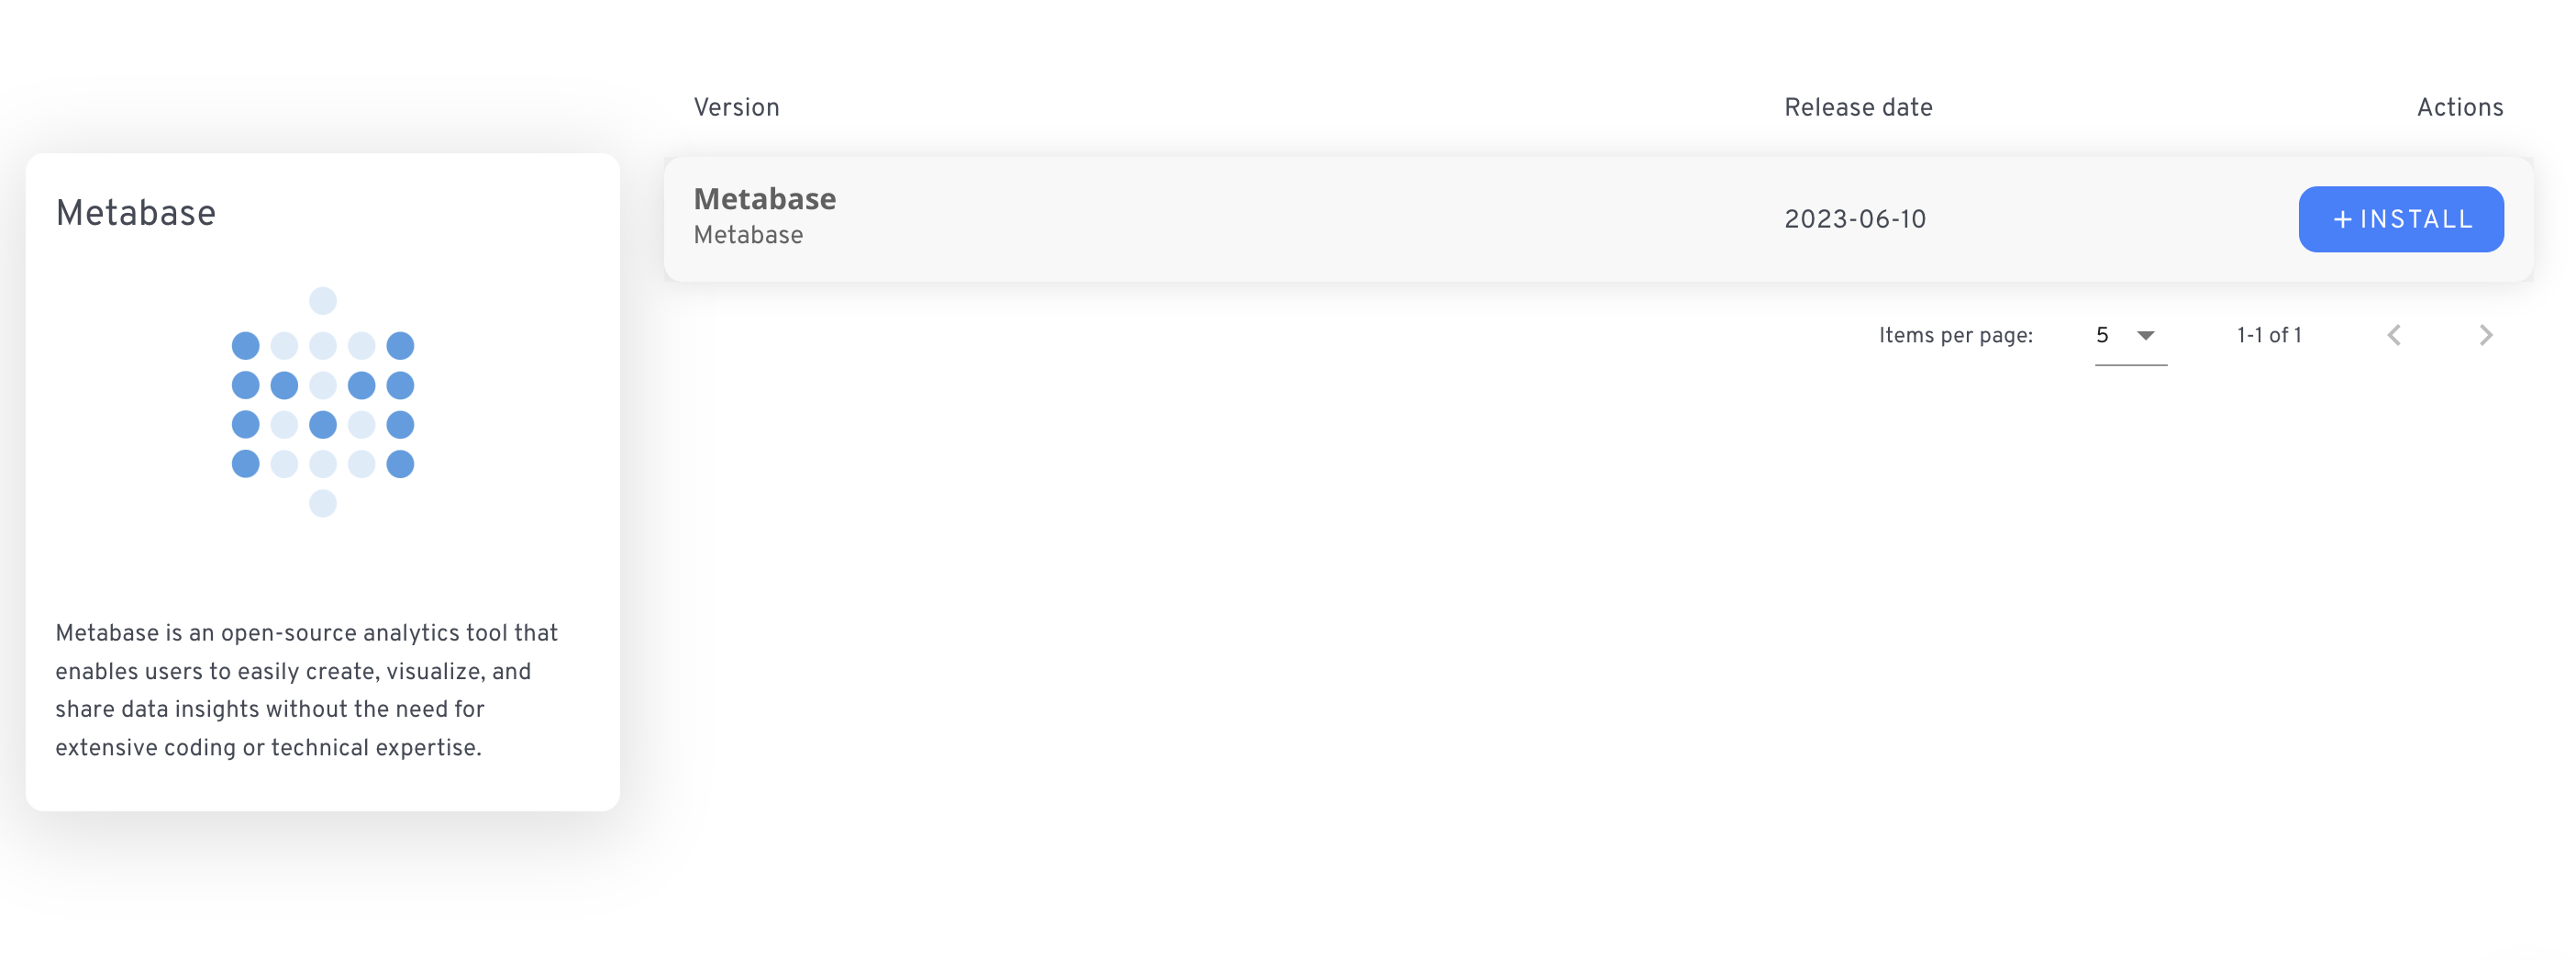 Version Release date Actions
Metabase
Metabase
Metabase 2023-06-10 +INSTALL
Metabase
Items per page: 5 1-1 of 1
Metabase is an open-source analytics tool that
enables users to easily create, visualize, and
share data insights without the need for
extensive coding or technical expertise.